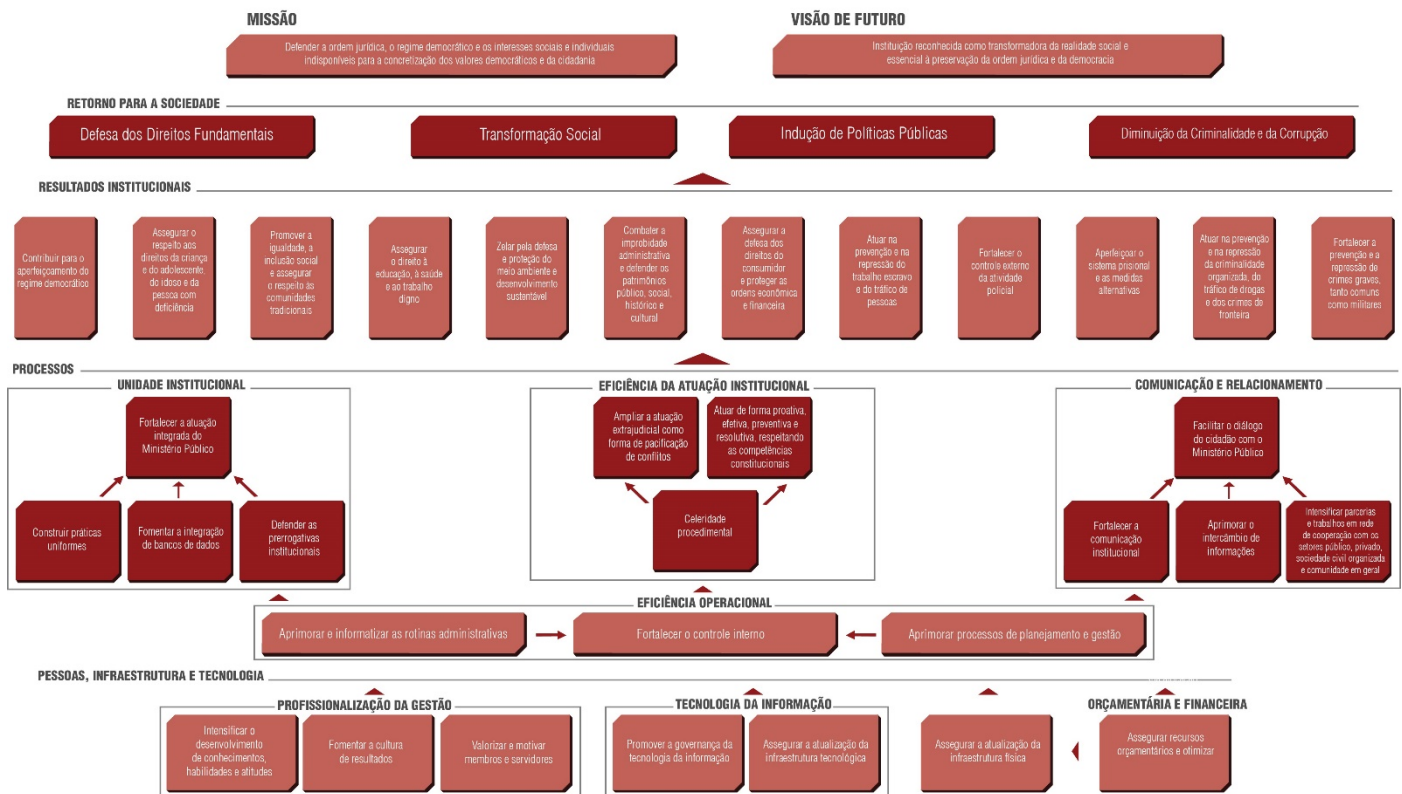 MISSÃO
Defender a ordem jurídica, o regime democrático e os interesses sociais e individuais
indisponíveis para a concretização dos valores democráticos e da cidadania
VISÃO DE FUTURO
Instituição reconhecida como transformadora da realidade social e
essencial à preservação da ordem jurídica e da democracia
RETORNO PARA A SOCIEDADE
Defesa dos Direitos Fundamentais
Transformação Social
Indução de Políticas Públicas
Diminuição da Criminalidade e da Corrupção
RESULTADOS INSTITUCIONAIS
Contribuir para o
aperfeiçoamento do
regime democrático
Assegurar o
respeito aos
direitos da criança
e do adolescente,
do idoso e da
pessoa com
deficiência
Promover a
igualdade, a
inclusão social e
assegurar
o respeito às
comunidades
tradicionais
Assegurar
o direito à
educação, à saúde
e ao trabalho
digno
Zelar pela defesa
e proteção do
meio ambiente e
desenvolvimento
sustentável
Combater a
improbidade
administrativa
e defender os
patrimônios
público, social,
histórico e
cultural
Assegurar a
defesa dos
direitos do
consumidor
e proteger as
ordens econômica
e financeira
Atuar na
prevenção e na
repressão do
trabalho escravo
e do tráfico de
pessoas
Fortalecer o
controle externo
da atividade
policial
Aperfeiçoar o
sistema prisional
e as medidas
alternativas
Atuar na prevenção
e na repressão
da criminalidade
organizada, do
tráfico de drogas
e dos crimes de
fronteira
Fortalecer a
prevenção e a
repressão de
crimes graves,
tanto comuns
como militares
PROCESSOS
UNIDADE INSTITUCIONAL
Fortalecer a atuação
integrada do
Ministério Público
Construir práticas
uniformes
Fomentar a integração
de bancos de dados
Defender as
prerrogativas
institucionais
EFICIÊNCIA DA ATUAÇÃO INSTITUCIONAL
Ampliar a atuação
extrajudicial como
forma de pacificação
de conflitos
Atuar de forma proativa,
efetiva, preventiva e
resolutiva, respeitando
as competências
constitucionais
Celeridade
procedimental
COMUNICAÇÃO E RELACIONAMENTO
Facilitar o diálogo
do cidadão com o
Ministério Público
Fortalecer a
comunicação
institucional
Aprimorar o
intercâmbio de
informações
Intensificar parcerias
e trabalhos em rede
de cooperação com os
setores público, privado,
sociedade civil organizada
e comunidade em geral
EFICIÊNCIA OPERACIONAL
Aprimorar e informatizar as rotinas administrativas
Fortalecer o controle interno
Aprimorar processos de planejamento e gestão
PESSOAS, INFRAESTRUTURA E TECNOLOGIA
PROFISSIONALIZAÇÃO DA GESTÃO
Intensificar o
desenvolvimento
de conhecimentos,
habilidades e atitudes
Fomentar a cultura
de resultados
Valorizar e motivar
membros e servidores
TECNOLOGIA DA INFORMAÇÃO
Promover a governança da
tecnologia da informação
Assegurar a atualização da
infraestrutura tecnológica
Assegurar a atualização da
infraestrutura física
ORÇAMENTÁRIA E FINANCEIRA
Assegurar recursos
orçamentários e otimizar